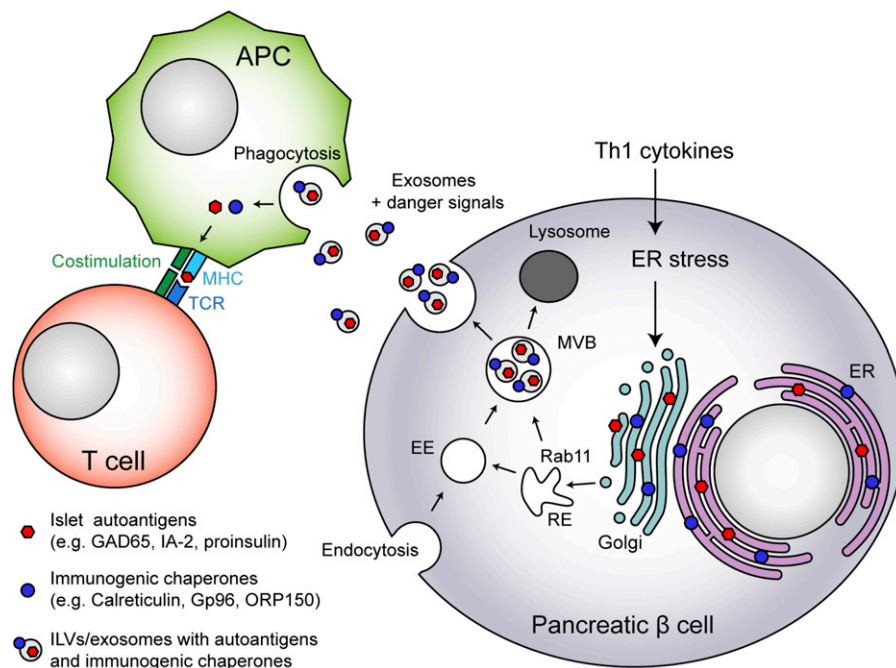 APC
Phagocytosis
Exosomes
+ danger signals
Th1 cytokines
Costimulation
MHC
TCR
Lysosome
ER stress
MVB
ER
T cell
EE
Rab11
RE
Golgi
Endocytosis
Pancreatic β cell
Islet autoantigens
(e.g. GAD65, IA-2, proinsulin)
Immunogenic chaperones
(e.g. Calreticulin, Gp96, ORP150)
ILVs/exosomes with autoantigens
and immunogenic chaperones